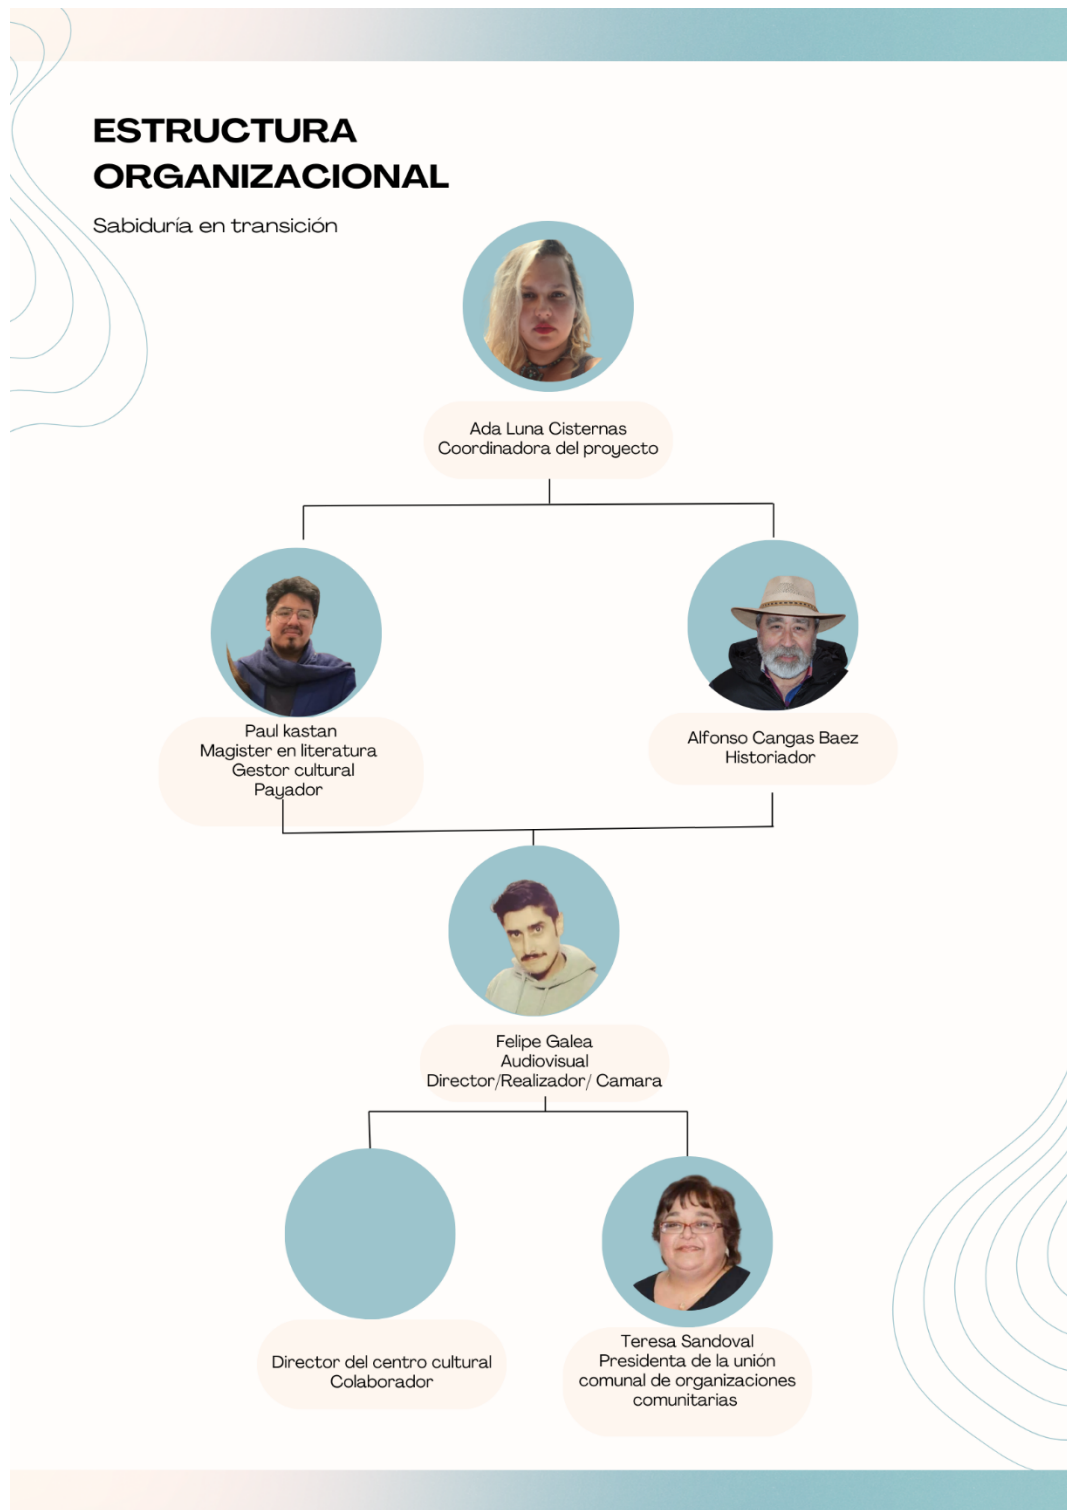 ESTRUCTURA
ORGANIZACIONAL
Sabiduría en transición
Ada Luna Cisternas
Coordinadora del proyecto
Paul kastan
Magister en literatura
Gestor cultural
Payador
Alfonso Cangas Baez
Historiador
Felipe Galea
Audiovisual
Director/Realizador/ Camara
Director del centro cultural
Colaborador
Teresa Sandoval
Presidenta de la unión
comunal de organizaciones
comunitarias